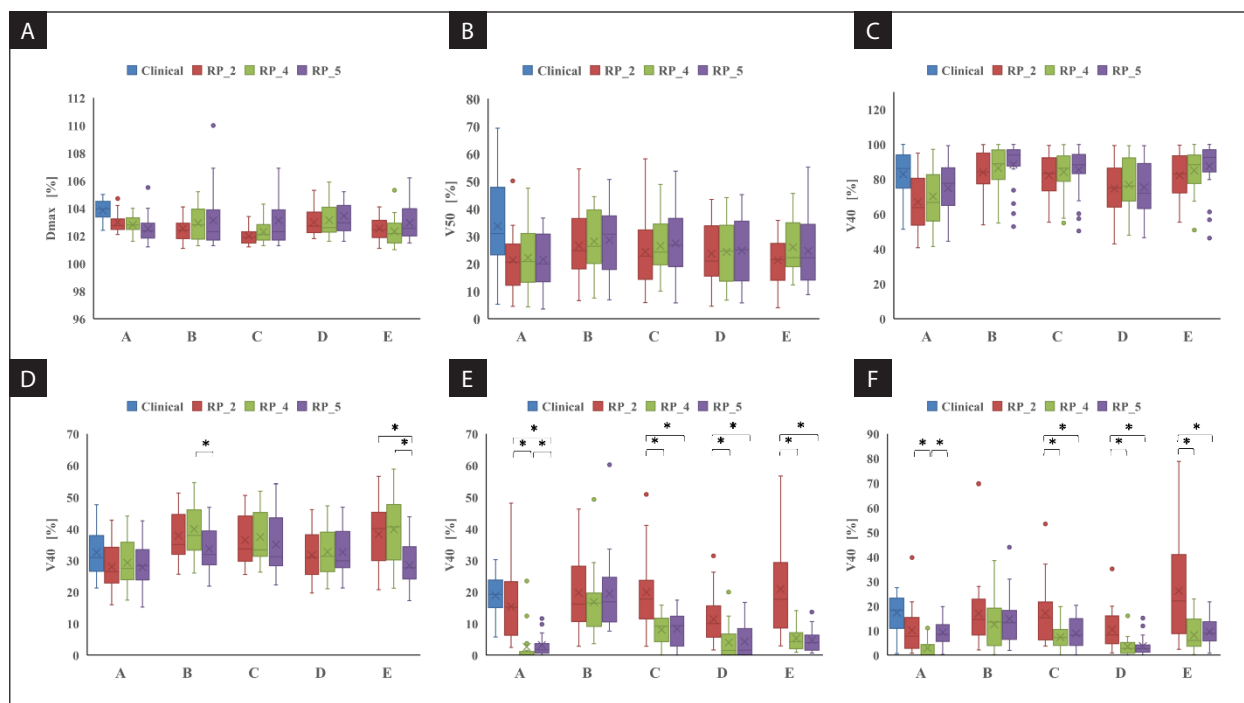 A
Clinical RP_2 RP_4 RP_5
Dmax [%]
112
110
108
106
104
102
100
98
96
A B C D E
B
Clinical RP_2 RP_4 RP_5
V50 [%]
80
70
60
50
40
30
20
10
0
A B C D E
C
Clinical RP_2 RP_4 RP_5
V40 [%]
120
100
80
60
40
20
0
A B C D E
D
Clinical RP_2 RP_4 RP_5
V40 [%]
70
60
50
40
30
20
10
0
* * *
A B C D E
E
Clinical RP_2 RP_4 RP_5
V40 [%]
70
60
50
40
30
20
10
0
* * * * * * * * *
A B C D E
F
Clinical RP_2 RP_4 RP_5
V40 [%]
90
80
70
60
50
40
30
20
10
0
* * * * * * * *
A B C D E